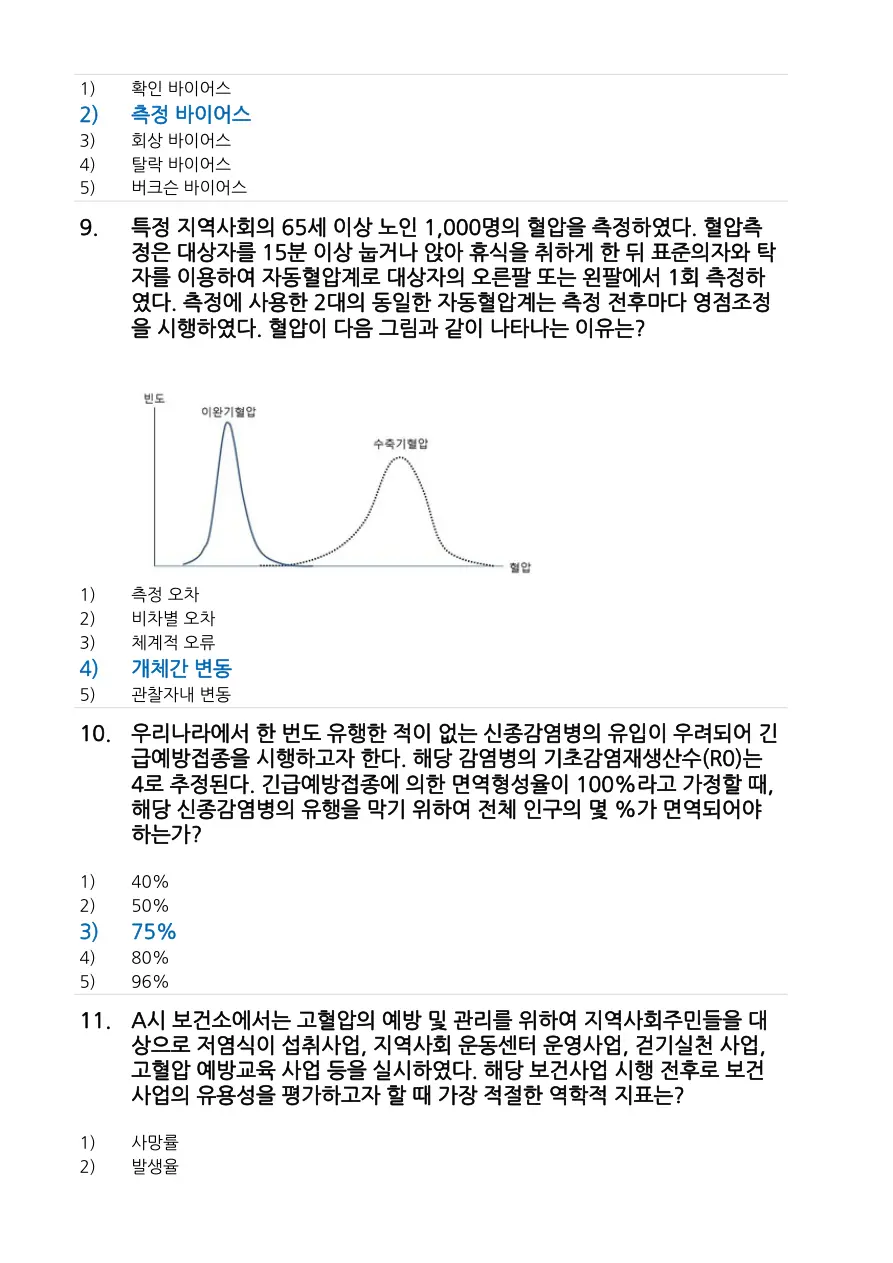 1) 확인 바이어스
2) 측정 바이어스
3) 회상 바이어스
4) 탈락 바이어스
5) 버크슨 바이어스
9. 특정 지역사회의 65세 이상 노인 1,000명의 혈압을 측정하였다. 혈압측
정은 대상자를 15분 이상 눕거나 앉아 휴식을 취하게 한 뒤 표준의자와 탁
자를 이용하여 자동혈압계로 대상자의 오른팔 또는 왼팔에서 1회 측정하
였다. 측정에 사용한 2대의 동일한 자동혈압계는 측정 전후마다 영점조정
을 시행하였다. 혈압이 다음 그림과 같이 나타나는 이유는?
빈도
이완기혈압
수축기혈압
혈압
1) 측정 오차
2) 비차별 오차
3) 체계적 오류
4) 개체간 변동
5) 관찰자내 변동
10. 우리나라에서 한 번도 유행한 적이 없는 신종감염병의 유입이 우려되어 긴
급예방접종을 시행하고자 한다. 해당 감염병의 기초감염재생산수(R0)는
4로 추정된다. 긴급예방접종에 의한 면역형성율이 100%라고 가정할 때,
해당 신종감염병의 유행을 막기 위하여 전체 인구의 몇 %가 면역되어야
하는가?
1) 40%
2) 50%
3) 75%
4) 80%
5) 96%
11. A시 보건소에서는 고혈압의 예방 및 관리를 위하여 지역사회주민들을 대
상으로 저염식이 섭취사업, 지역사회 운동센터 운영사업, 걷기실천 사업,
고혈압 예방교육 사업 등을 실시하였다. 해당 보건사업 시행 전후로 보건
사업의 유용성을 평가하고자 할 때 가장 적절한 역학적 지표는?
1) 사망률
2) 발생율